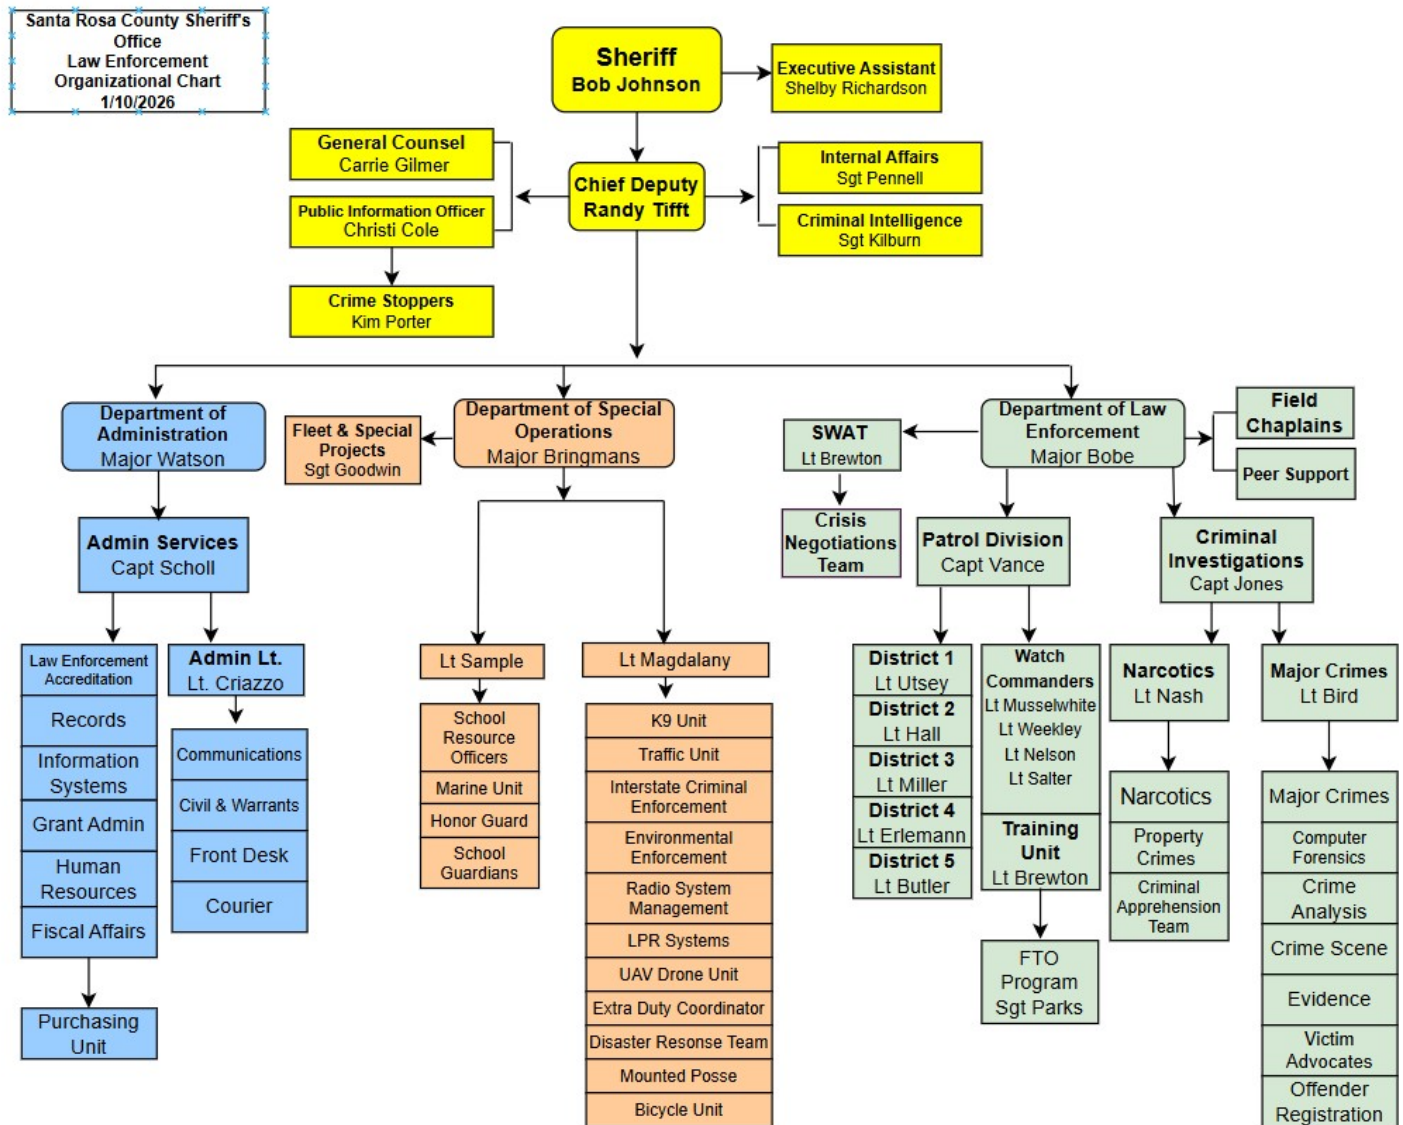 Santa Rosa County Sheriff's
Office
Law Enforcement
Organizational Chart
1/10/2026
Sheriff
Bob Johnson
Executive Assistant
Shelby Richardson
General Counsel
Carrie Gilmer
Public Information Officer
Christi Cole
Crime Stoppers
Kim Porter
Chief Deputy
Randy Tifft
Internal Affairs
Sgt Pennell
Criminal Intelligence
Sgt Kilburn
Department of
Administration
Major Watson
Fleet & Special
Projects
Sgt Goodwin
Department of Special
Operations
Major Bringmans
SWAT
Lt Brewton
Crisis
Negotiations
Team
Department of Law
Enforcement
Major Bobe
Field
Chaplains
Peer Support
Admin Services
Capt Scholl
Patrol Division
Capt Vance
Criminal
Investigations
Capt Jones
Law Enforcement
Accreditation
Records
Information
Systems
Grant Admin
Human
Resources
Fiscal Affairs
Purchasing
Unit
Admin Lt.
Lt. Criazzo
Communications
Civil & Warrants
Front Desk
Courier
Lt Sample
School
Resource
Officers
Marine Unit
Honor Guard
School
Guardians
Lt Magdalany
K9 Unit
Traffic Unit
Interstate Criminal
Enforcement
Environmental
Enforcement
Radio System
Management
LPR Systems
UAV Drone Unit
Extra Duty Coordinator
Disaster Resonse Team
Mounted Posse
Bicycle Unit
District 1
Lt Utsey
District 2
Lt Hall
District 3
Lt Miller
District 4
Lt Erlemann
District 5
Lt Butler
Watch
Commanders
Lt Musselwhite
Lt Weekley
Lt Nelson
Lt Salter
Training
Unit
Lt Brewton
FTO
Program
Sgt Parks
Narcotics
Lt Nash
Narcotics
Property
Crimes
Criminal
Apprehension
Team
Major Crimes
Lt Bird
Major Crimes
Computer
Forensics
Crime
Analysis
Crime Scene
Evidence
Victim
Advocates
Offender
Registration